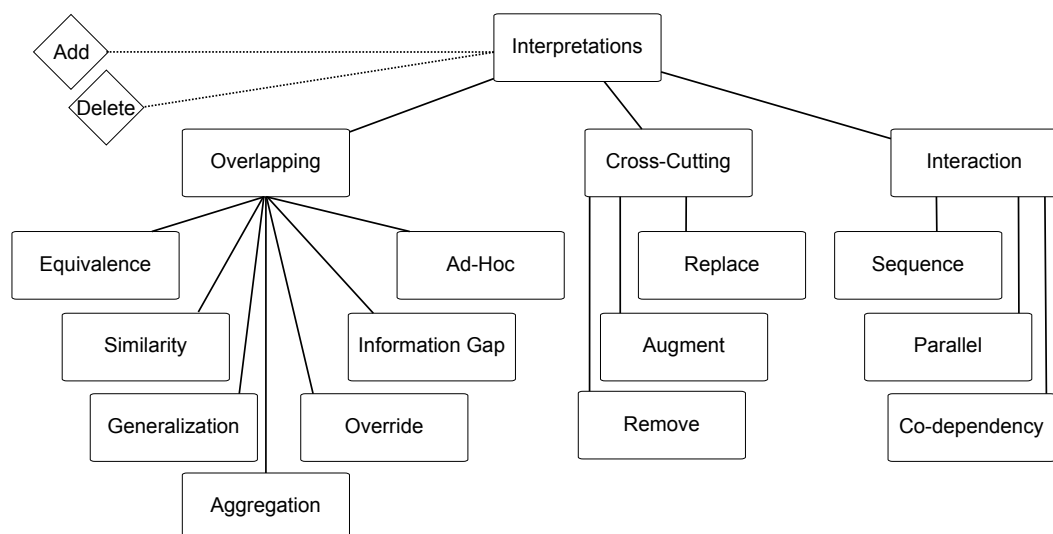 Interpretations
Add
Delete
Overlapping
Cross-Cutting
Interaction
Equivalence
Ad-Hoc
Replace
Sequence
Similarity
Information Gap
Augment
Parallel
Generalization
Override
Remove
Co-dependency
Aggregation